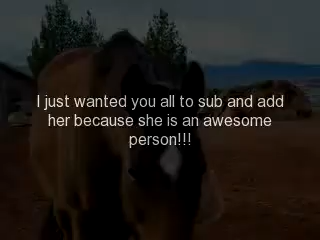 I just wanted you all to sub and add
her because she is an awesome
person!!!